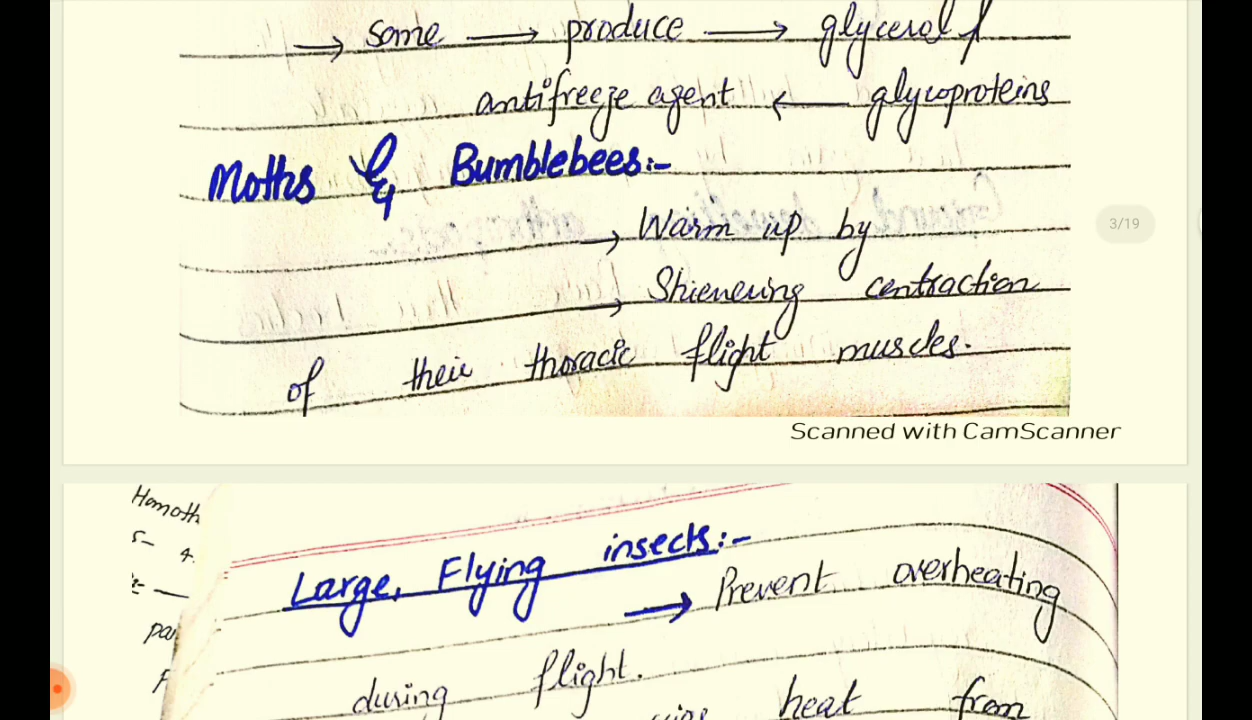 → some → produce → glycerol &
antifreeze agent ← glycoproteins
Moths & Bumblebees:-
→ Warm up by
→ Shievering contraction
of their thoracic flight muscles.
3/19
Scanned with CamScanner
Homoth
Large, Flying insects:-
→ Prevent overheating
during flight.
heat from